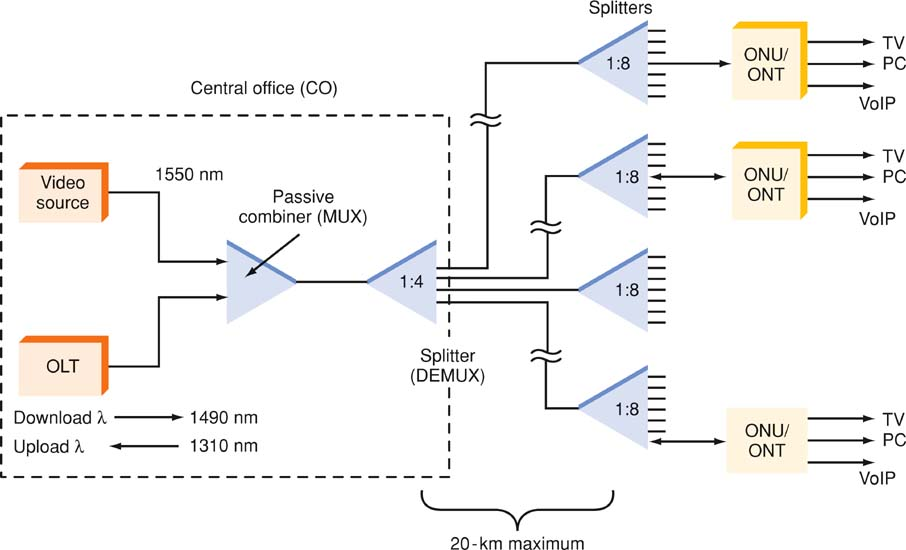 Splitters
1:8
ONU/
ONT
TV
PC
VoIP
Central office (CO)
Video
source
1550 nm
Passive
combiner (MUX)
1:8
ONU/
ONT
TV
PC
VoIP
1:4
1:8
OLT
Splitter
(DEMUX)
1:8
Download λ
1490 nm
Upload λ
1310 nm
ONU/
ONT
TV
PC
VoIP
20-km maximum